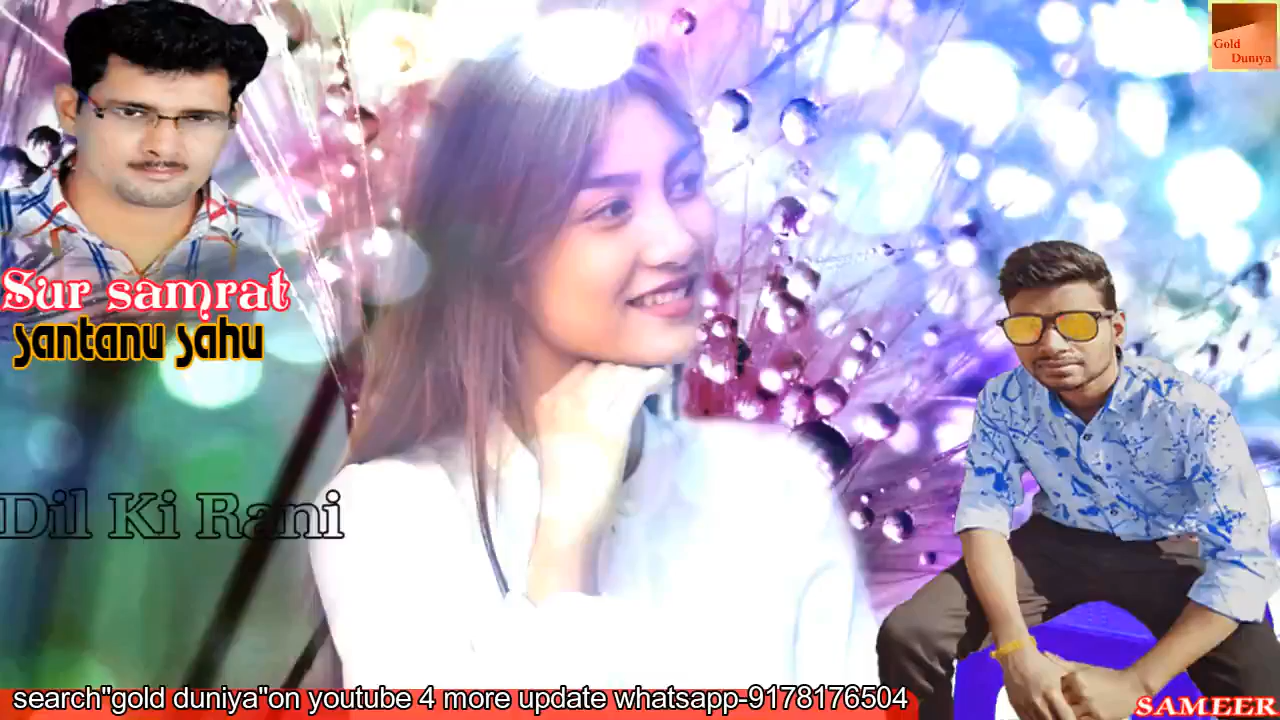 Gold
Duniya
Sur samrat
santanu sahu
Dil Ki Rani
search"gold duniya"on youtube 4 more update whatsapp-9178176504
SAMEER